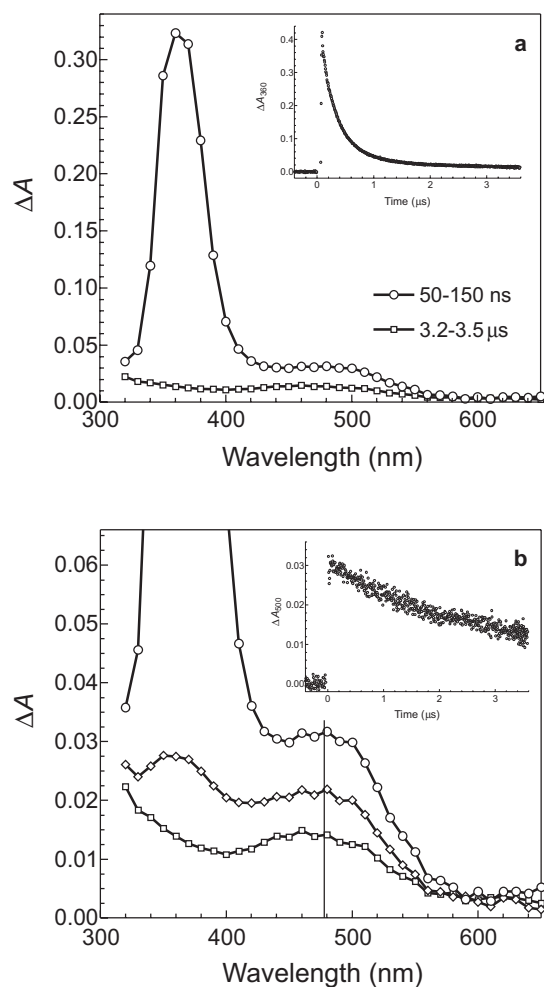 a
0.4
0.3
0.2
0.1
0.0
ΔA360
0 1 2 3
Time (μs)
0.30
0.25
0.20
0.15
0.10
0.05
0.00
ΔA
50-150 ns
3.2-3.5 μs
300 400 500 600
Wavelength (nm)
b
0.03
0.02
0.01
0.00
ΔA500
0 1 2 3
Time (μs)
0.06
0.05
0.04
0.03
0.02
0.01
0.00
ΔA
300 400 500 600
Wavelength (nm)